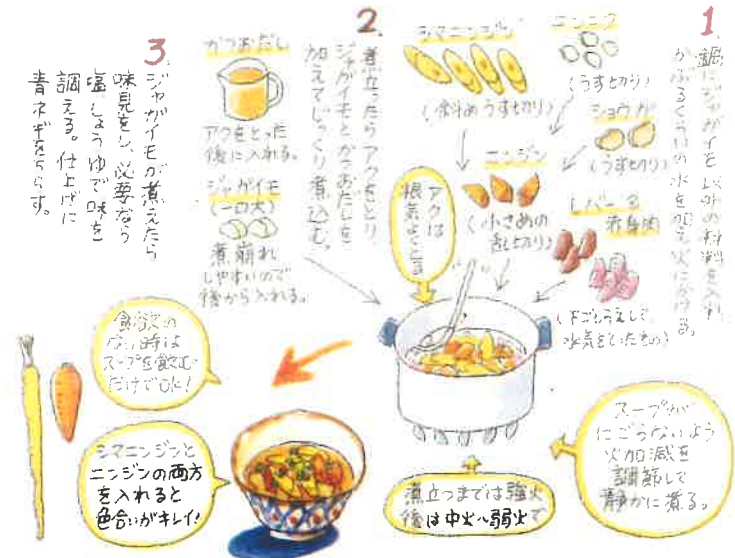 1.
鍋にジャガイモ以外の材料を入れ、
かぶるくらいの水を加え火にかける。
ニンニク
(うす切り)
ショウガ
(うす切り)
レバー&
赤身肉
(下ごしらえして、
水気をとったもの)
シマニンジン
(斜めうす切り)
ニンジン
(小さめの
乱切り)
アクは
根気よくとる
2.
煮立ったらアクをとり、
ジャガイモとかつおだしを
加えてじっくり煮込む。
かつおだし
アクをとった
後に入れる。
ジャガイモ
(一口大)
煮崩れ
しやすいので
後から入れる。
3.
ジャガイモが煮えたら
味見をし、必要なら
塩、しょうゆで味を
調える。仕上げに
青ネギをちらす。
食欲の
ない時は
スープを飲む
だけでOK!
シマニンジンと
ニンジンの両方
を入れると
色合いがキレイ!
煮立つまでは強火
後は中火〜弱火で
スープが
にごらないよう
火加減を
調節して
静かに煮る。